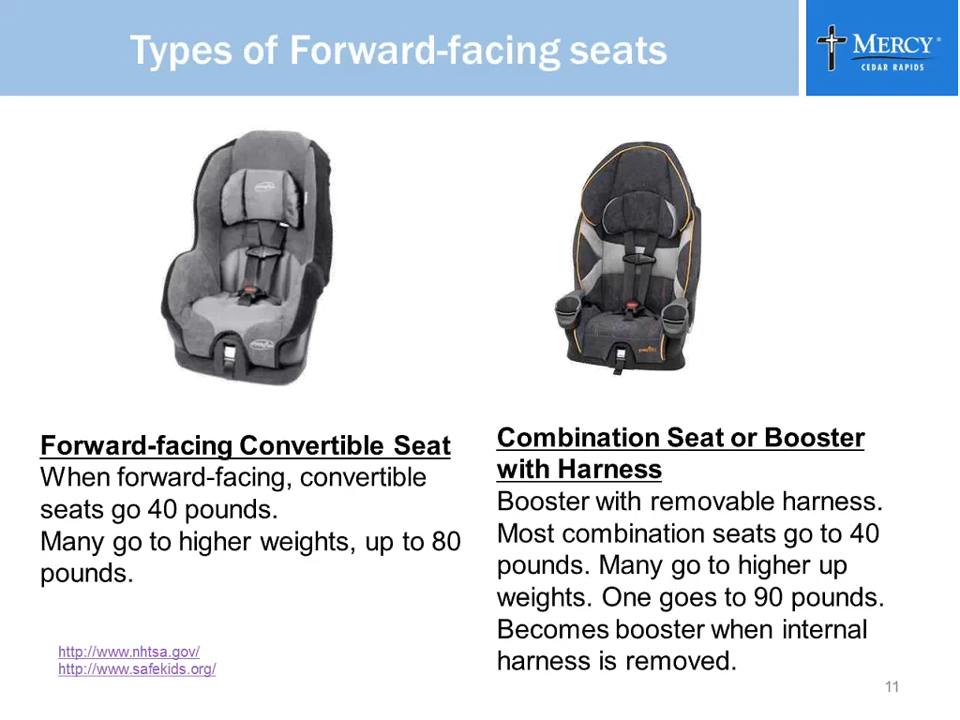 Types of Forward-facing seats
MERCY®
CEDAR RAPIDS
Forward-facing Convertible Seat
When forward-facing, convertible
seats go 40 pounds.
Many go to higher weights, up to 80
pounds.
Combination Seat or Booster
with Harness
Booster with removable harness.
Most combination seats go to 40
pounds. Many go to higher up
weights. One goes to 90 pounds.
Becomes booster when internal
harness is removed.
http://www.nhtsa.gov/
http://www.safekids.org/
11